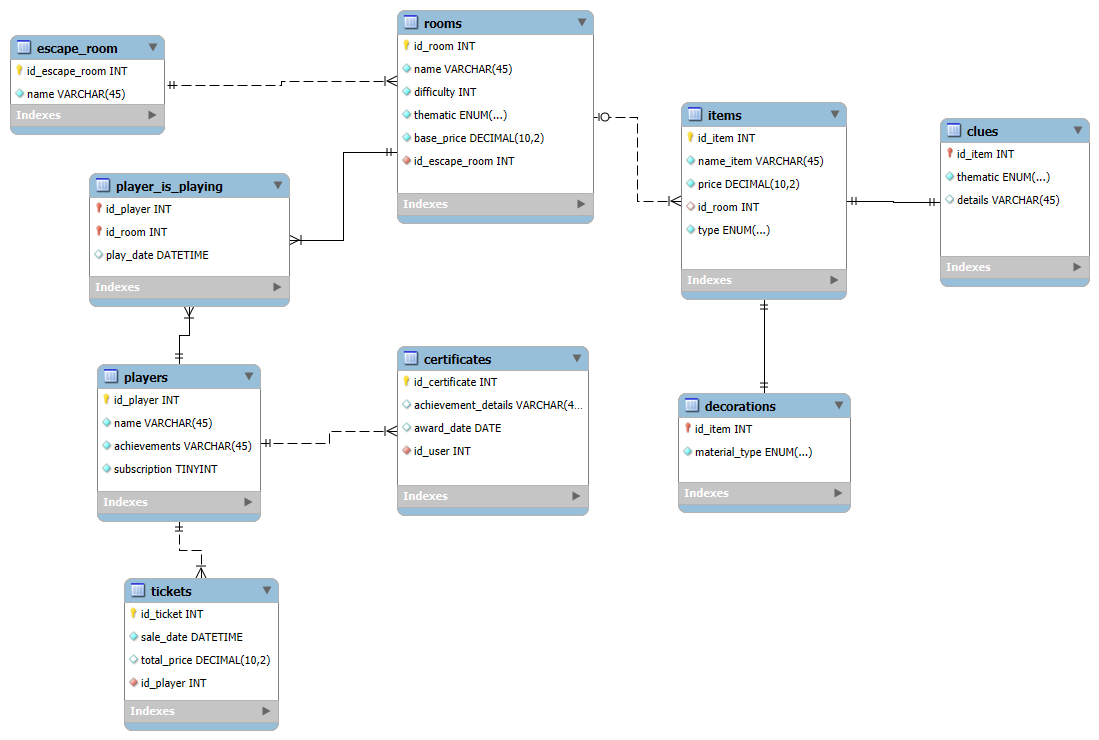 escape_room
id_escape_room INT
name VARCHAR(45)
Indexes
rooms
id_room INT
name VARCHAR(45)
difficulty INT
thematic ENUM(...)
base_price DECIMAL(10,2)
id_escape_room INT
Indexes
items
id_item INT
name_item VARCHAR(45)
price DECIMAL(10,2)
id_room INT
type ENUM(...)
Indexes
clues
id_item INT
thematic ENUM(...)
details VARCHAR(45)
Indexes
player_is_playing
id_player INT
id_room INT
play_date DATETIME
Indexes
players
id_player INT
name VARCHAR(45)
achievements VARCHAR(45)
subscription TINYINT
Indexes
certificates
id_certificate INT
achievement_details VARCHAR(4...
award_date DATE
id_user INT
Indexes
decorations
id_item INT
material_type ENUM(...)
Indexes
tickets
id_ticket INT
sale_date DATETIME
total_price DECIMAL(10,2)
id_player INT
Indexes